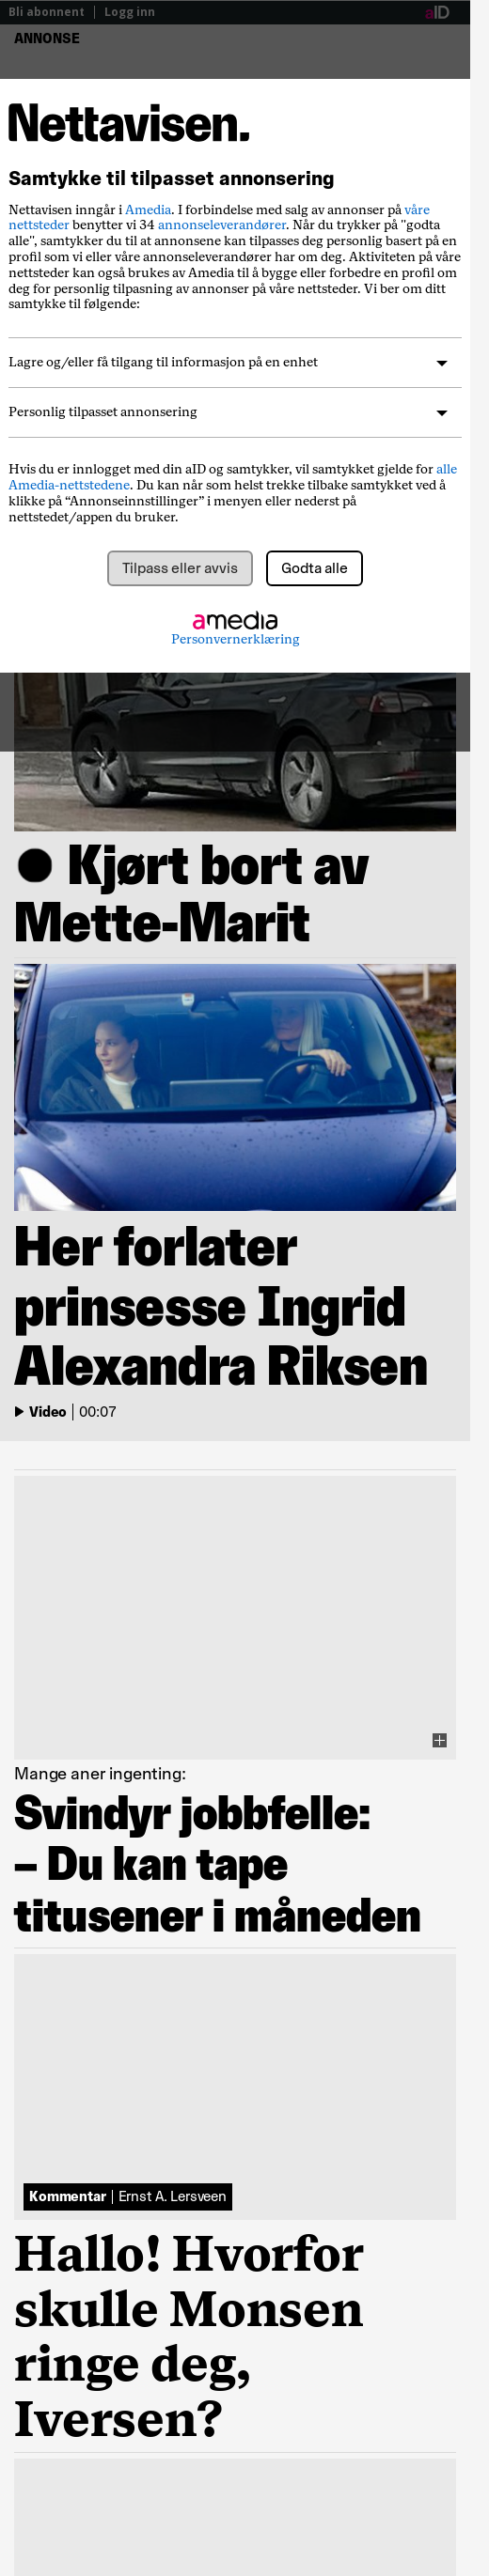 Bli abonnent | Logg inn
aID
ANNONSE
Nettavisen.
Samtykke til tilpasset annonsering
Nettavisen inngår i Amedia. I forbindelse med salg av annonser på våre
nettsteder benytter vi 34 annonseleverandører. Når du trykker på "godta
alle", samtykker du til at annonsene kan tilpasses deg personlig basert på en
profil som vi eller våre annonseleverandører har om deg. Aktiviteten på våre
nettsteder kan også brukes av Amedia til å bygge eller forbedre en profil om
deg for personlig tilpasning av annonser på våre nettsteder. Vi ber om ditt
samtykke til følgende:
Lagre og/eller få tilgang til informasjon på en enhet
Personlig tilpasset annonsering
Hvis du er innlogget med din aID og samtykker, vil samtykket gjelde for alle
Amedia-nettstedene. Du kan når som helst trekke tilbake samtykket ved å
klikke på “Annonseinnstillinger” i menyen eller nederst på
nettstedet/appen du bruker.
Tilpass eller avvis
Godta alle
amedia
Personvernerklæring
Kjørt bort av
Mette-Marit
Her forlater
prinsesse Ingrid
Alexandra Riksen
Video | 00:07
Mange aner ingenting:
Svindyr jobbfelle:
– Du kan tape
titusener i måneden
Kommentar | Ernst A. Lersveen
Hallo! Hvorfor
skulle Monsen
ringe deg,
Iversen?